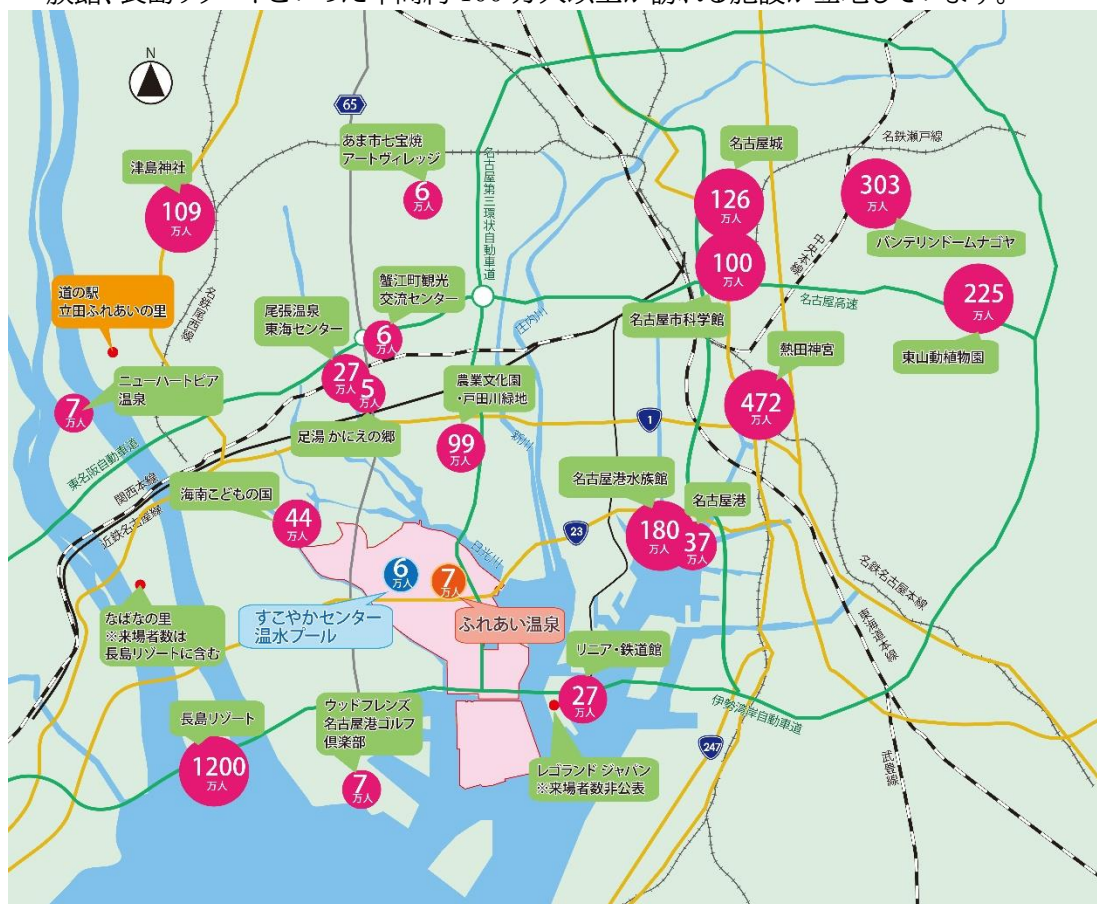 族館、長島リゾートといった年間約 100 万人以上が訪れる施設が立地しています。
N
65
あま市七宝焼
アートヴィレッジ
6
万人
津島神社
109
万人
名古屋第二環状自動車道
名古屋城
126
万人
名鉄瀬戸線
303
万人
バンテリンドームナゴヤ
中央本線
100
万人
名古屋市科学館
名古屋高速
225
万人
東山動植物園
道の駅
立田ふれあいの里
名鉄尾西線
尾張温泉
東海センター
27
万人
蟹江町観光
交流センター
6
万人
5
万人
足湯 かにえの郷
庄内川
新川
農業文化園
・戸田川緑地
99
万人
熱田神宮
472
万人
1
ニューハートピア
温泉
7
万人
東名阪自動車道
関西本線
近鉄名古屋線
海南こどもの国
44
万人
日光川
23
名古屋港水族館
180
万人
名古屋港
37
万人
6
万人
すこやかセンター
温水プール
7
万人
ふれあい温泉
名鉄名古屋本線
東海道本線
なばなの里
※来場者数は
長島リゾートに含む
リニア・鉄道館
27
万人
伊勢湾岸自動車道
長島リゾート
1200
万人
ウッドフレンズ
名古屋港ゴルフ
倶楽部
7
万人
レゴランド ジャパン
※来場者数非公表
247
武豊線